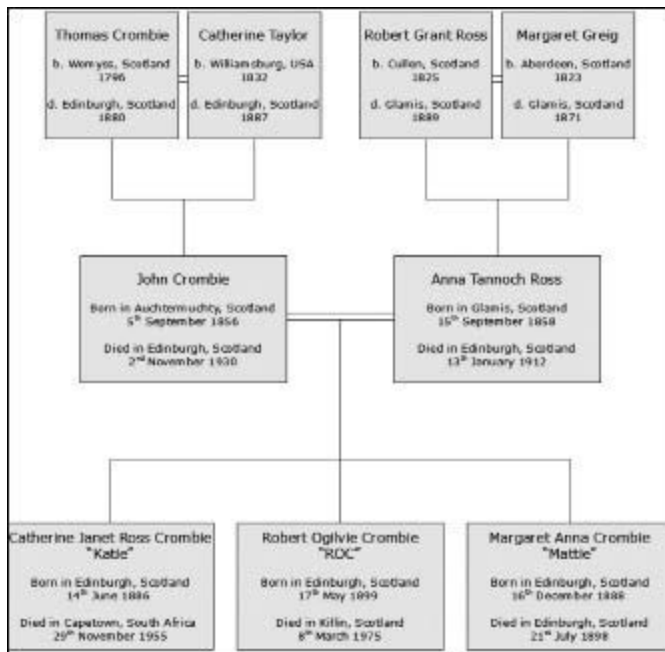 Thomas Crombie
b. Wemyss, Scotland
1796
d. Edinburgh, Scotland
1880
Catherine Taylor
b. Williamsburg, USA
1832
d. Edinburgh, Scotland
1887
Robert Grant Ross
b. Cullen, Scotland
1825
d. Glamis, Scotland
1889
Margaret Greig
b. Aberdeen, Scotland
1823
d. Glamis, Scotland
1871
John Crombie
Born in Auchtermuchty, Scotland
5th September 1856
Died in Edinburgh, Scotland
2nd November 1930
Anna Tannoch Ross
Born in Glamis, Scotland
15th September 1858
Died in Edinburgh, Scotland
13th January 1912
Catherine Janet Ross Crombie
"Katie"
Born in Edinburgh, Scotland
14th June 1886
Died in Capetown, South Africa
29th November 1955
Robert Ogilvie Crombie
"ROC"
Born in Edinburgh, Scotland
17th May 1899
Died in Killin, Scotland
8th March 1975
Margaret Anna Crombie
"Mattie"
Born in Edinburgh, Scotland
16th December 1888
Died in Edinburgh, Scotland
21st July 1898